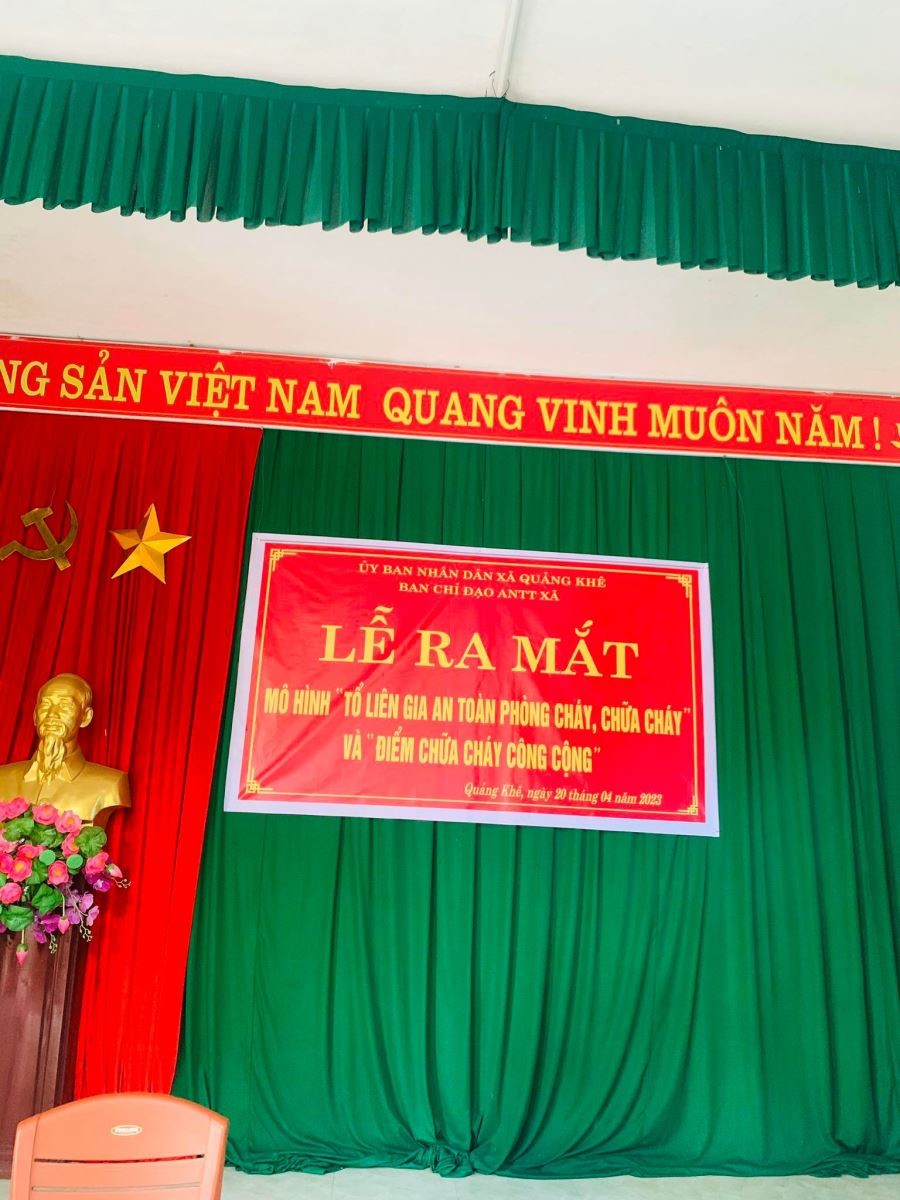 NG SẢN VIỆT NAM QUANG VINH MUÔN NĂM !
ỦY BAN NHÂN DÂN XÃ QUẢNG KHÊ
BAN CHỈ ĐẠO ANTT XÃ
LỄ RA MẮT
MÔ HÌNH "TỔ LIÊN GIA AN TOÀN PHÒNG CHÁY, CHỮA CHÁY"
VÀ "ĐIỂM CHỮA CHÁY CÔNG CỘNG"
Quảng Khê, ngày 20 tháng 04 năm 2023